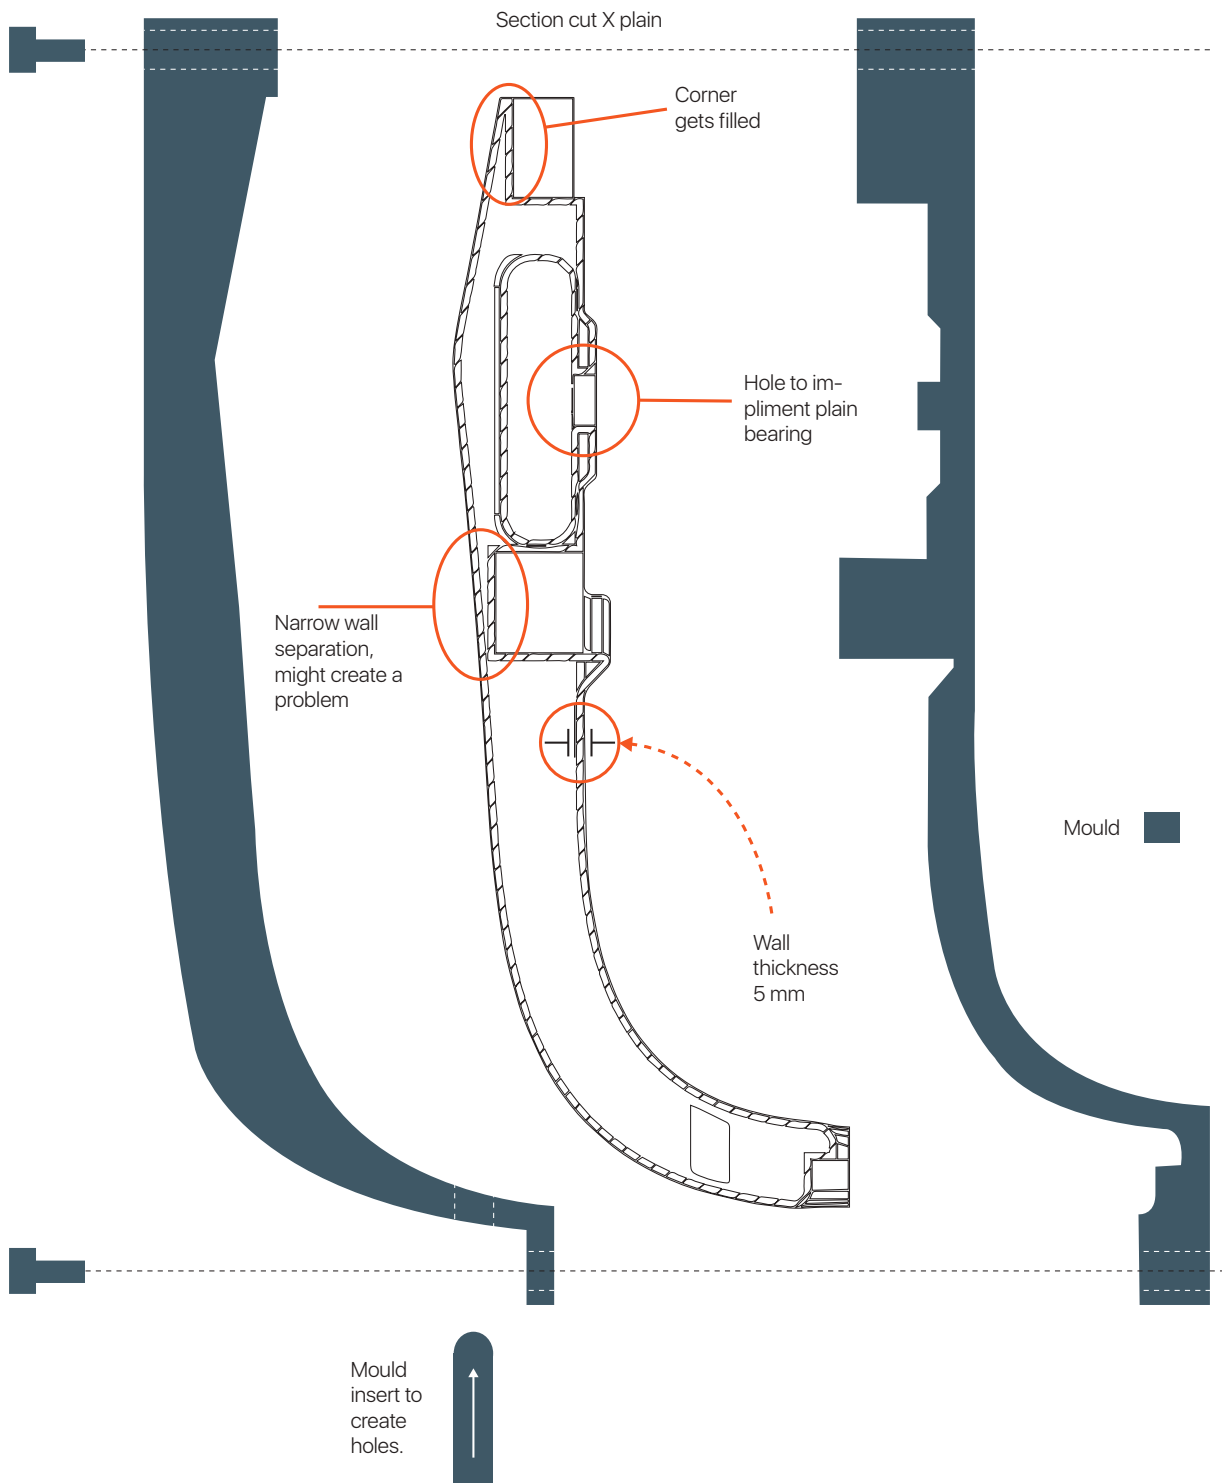 Section cut X plain
Corner
gets filled
Hole to im-
pliment plain
bearing
Narrow wall
separation,
might create a
problem
Mould
Wall
thickness
5 mm
Mould
insert to
create
holes.